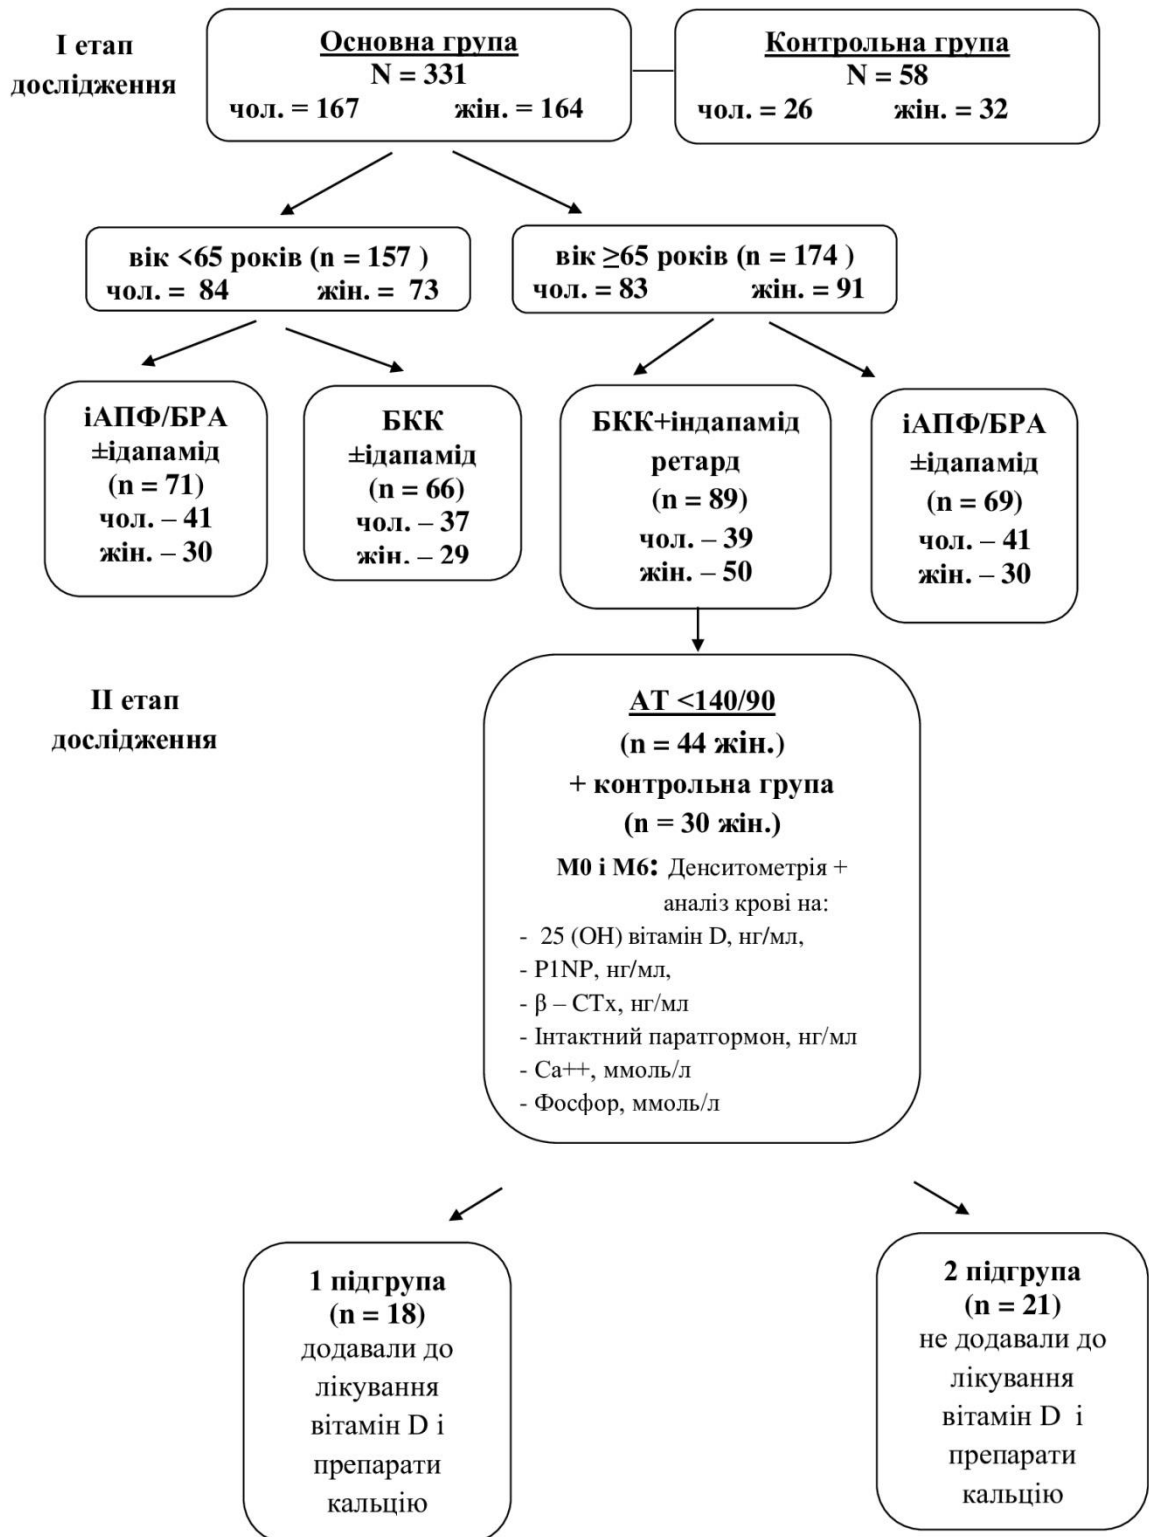 І етап
дослідження
Основна група
N = 331
чол. = 167 жін. = 164
Контрольна група
N = 58
чол. = 26 жін. = 32
вік <65 років (n = 157 )
чол. = 84 жін. = 73
вік ≥65 років (n = 174 )
чол. = 83 жін. = 91
іАПФ/БРА
±ідапамід
(n = 71)
чол. – 41
жін. – 30
БКК
±ідапамід
(n = 66)
чол. – 37
жін. – 29
БКК+індапамід
ретард
(n = 89)
чол. – 39
жін. – 50
іАПФ/БРА
±ідапамід
(n = 69)
чол. – 41
жін. – 30
ІІ етап
дослідження
АТ <140/90
(n = 44 жін.)
+ контрольна група
(n = 30 жін.)
М0 і М6: Денситометрія +
аналіз крові на:
- 25 (ОН) вітамін D, нг/мл,
- P1NP, нг/мл,
- β – CTx, нг/мл
- Інтактний паратгормон, нг/мл
- Ca++, ммоль/л
- Фосфор, ммоль/л
1 підгрупа
(n = 18)
додавали до
лікування
вітамін D і
препарати
кальцію
2 підгрупа
(n = 21)
не додавали до
лікування
вітамін D і
препарати
кальцію